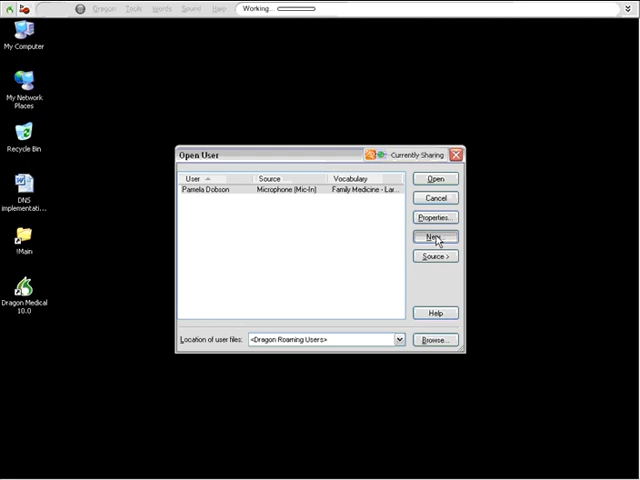 Dragon Tools Words Sound Help Working...
My Computer
My Network
Places
Recycle Bin
DNS
implementati...
!Main
Dragon Medical
10.0
Open User Currently Sharing
User Source Vocabulary
Pamela Dobson Microphone (Mic-In) Family Medicine - Lar...
Open
Cancel
Properties...
New...
Source >
Help
Location of user files: <Dragon Roaming Users> Browse...